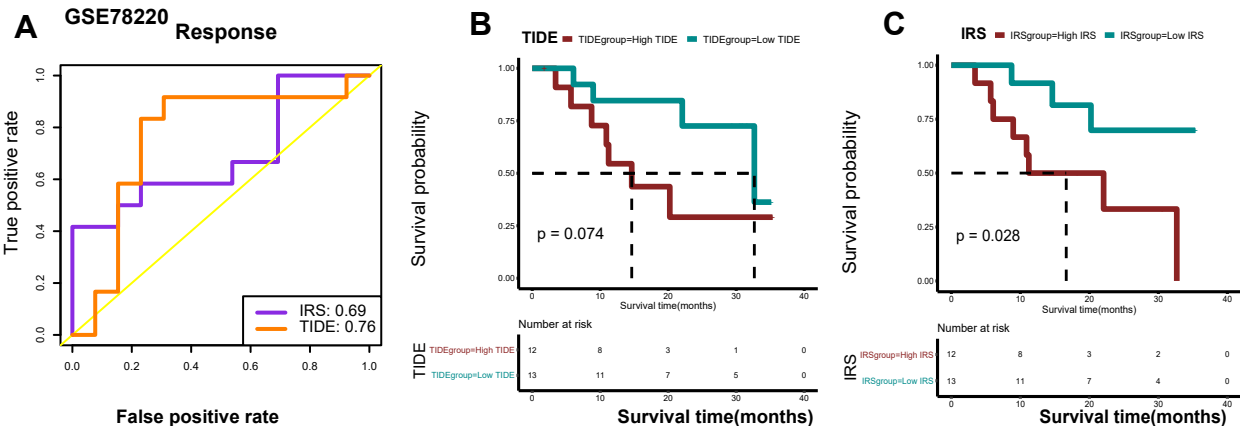 A
GSE78220
Response
True positive rate
1.0
0.8
0.6
0.4
0.2
0.0
IRS: 0.69
TIDE: 0.76
0.0 0.2 0.4 0.6 0.8 1.0
False positive rate
B
TIDE TIDEgroup=High TIDE TIDEgroup=Low TIDE
Survival probability
1.00
0.75
0.50
0.25
0.00
p = 0.074
0 10 20 30 40
Survival time(months)
Number at risk
TIDE
TIDEgroup=High TIDE 12 8 3 1 0
TIDEgroup=Low TIDE 13 11 7 5 0
0 10 20 30 40
Survival time(months)
C
IRS IRSgroup=High IRS IRSgroup=Low IRS
Survival probability
1.00
0.75
0.50
0.25
0.00
p = 0.028
0 10 20 30 40
Survival time(months)
Number at risk
IRS
IRSgroup=High IRS 12 8 3 2 0
IRSgroup=Low IRS 13 11 7 4 0
0 10 20 30 40
Survival time(months)